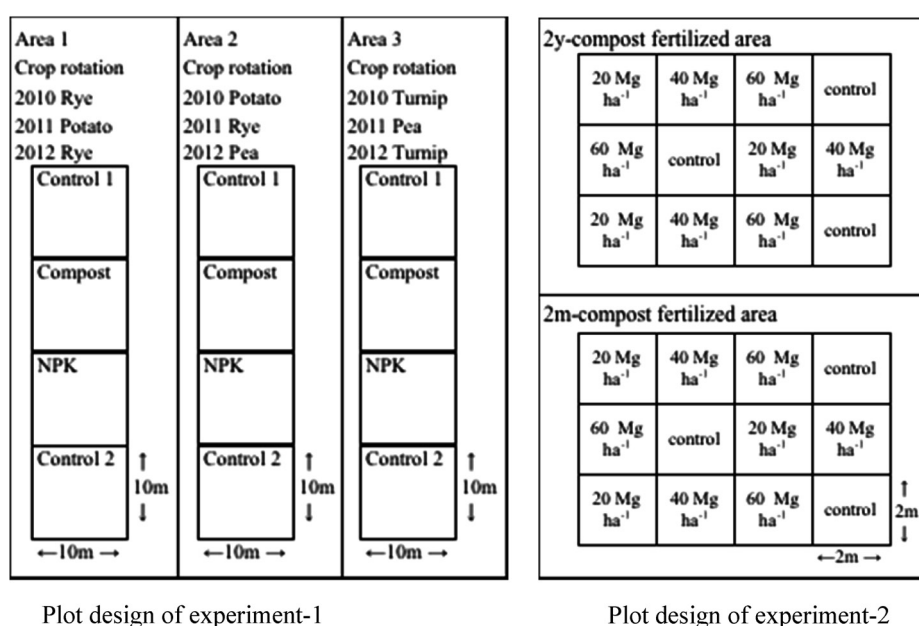 Area 1
Crop rotation
2010 Rye
2011 Potato
2012 Rye
Control 1
Compost
NPK
Control 2
↑
10m
↓
←10m →
Area 2
Crop rotation
2010 Potato
2011 Rye
2012 Pea
Control 1
Compost
NPK
Control 2
↑
10m
↓
←10m →
Area 3
Crop rotation
2010 Turnip
2011 Pea
2012 Turnip
Control 1
Compost
NPK
Control 2
↑
10m
↓
←10m →
Plot design of experiment-1
2y-compost fertilized area
20 Mg ha⁻¹ 40 Mg ha⁻¹ 60 Mg ha⁻¹ control
60 Mg ha⁻¹ control 20 Mg ha⁻¹ 40 Mg ha⁻¹
20 Mg ha⁻¹ 40 Mg ha⁻¹ 60 Mg ha⁻¹ control
2m-compost fertilized area
20 Mg ha⁻¹ 40 Mg ha⁻¹ 60 Mg ha⁻¹ control
60 Mg ha⁻¹ control 20 Mg ha⁻¹ 40 Mg ha⁻¹
20 Mg ha⁻¹ 40 Mg ha⁻¹ 60 Mg ha⁻¹ control
↑
2m
↓
←2m →
Plot design of experiment-2